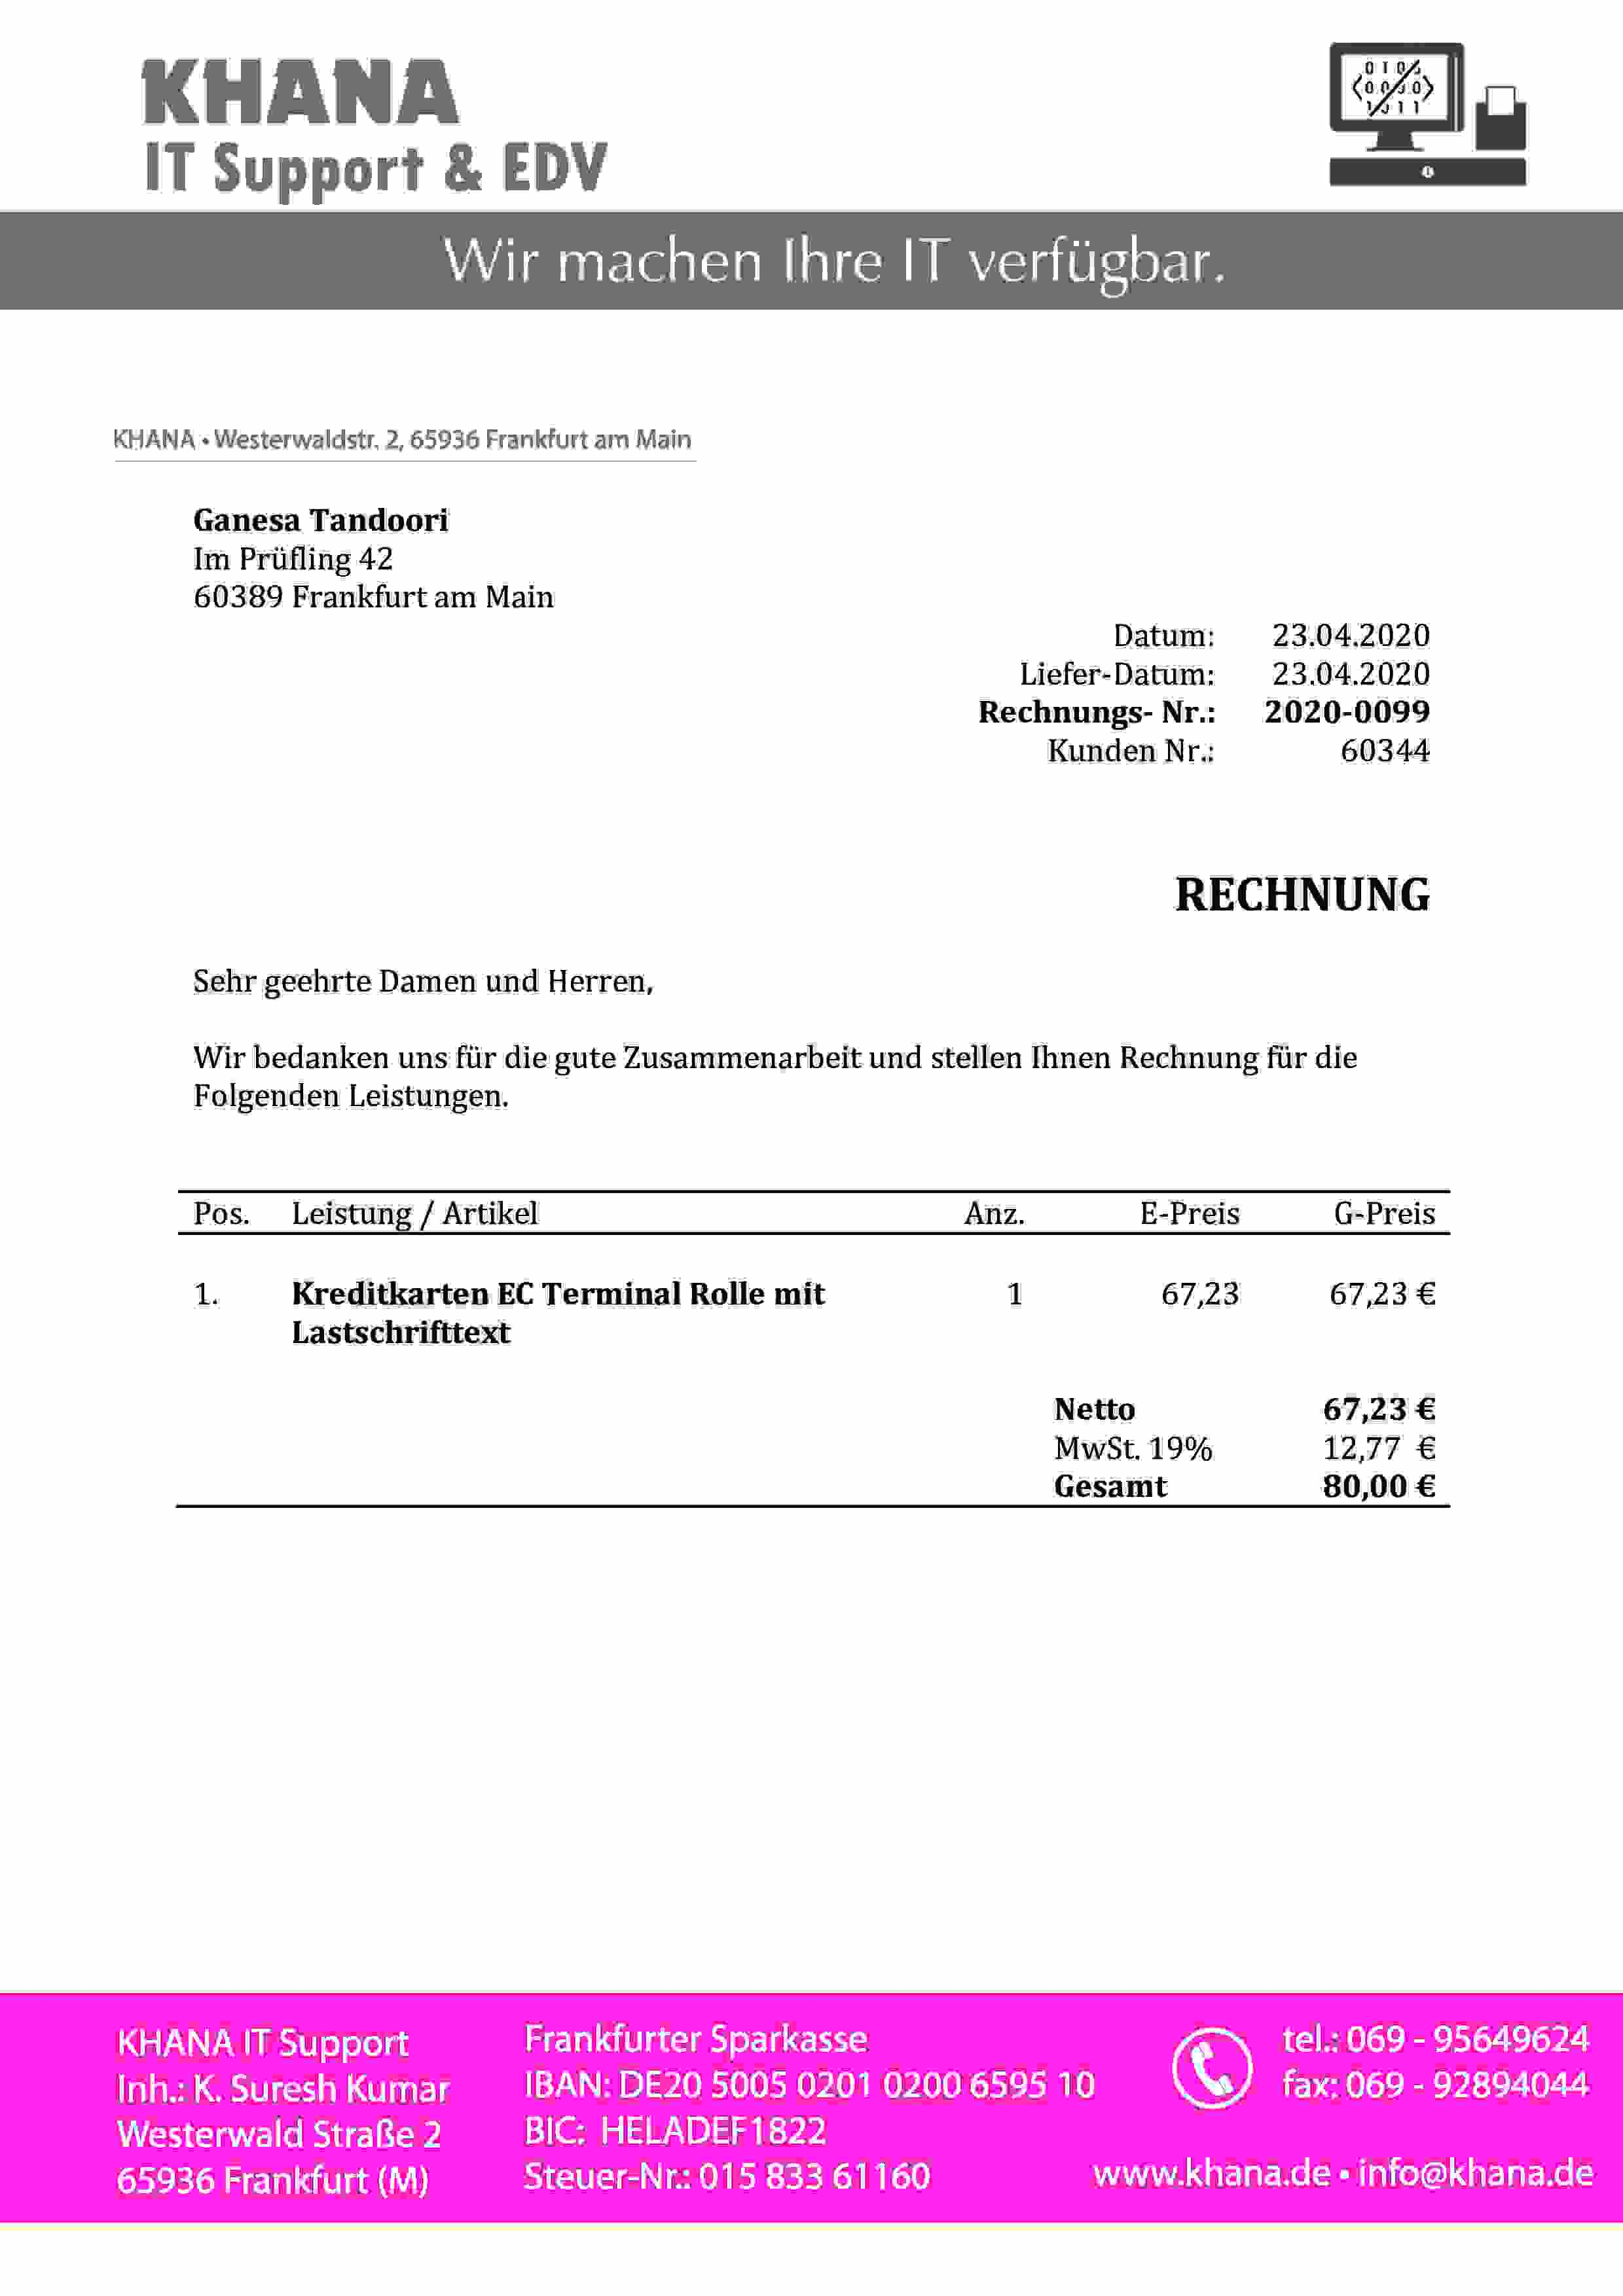 KHANA
IT Support & EDV
Wir machen Ihre IT verfügbar.
KHANA • Westerwaldstr. 2, 65936 Frankfurt am Main
Ganesa Tandoori
Im Prüfling 42
60389 Frankfurt am Main
Datum: 23.04.2020
Liefer-Datum: 23.04.2020
Rechnungs- Nr.: 2020-0099
Kunden Nr.: 60344
RECHNUNG
Sehr geehrte Damen und Herren,
Wir bedanken uns für die gute Zusammenarbeit und stellen Ihnen Rechnung für die
Folgenden Leistungen.
Pos. Leistung / Artikel Anz. E-Preis G-Preis
1. Kreditkarten EC Terminal Rolle mit 1 67,23 67,23 €
Lastschrifttext
Netto 67,23 €
MwSt. 19% 12,77 €
Gesamt 80,00 €
KHANA IT Support
Inh.: K. Suresh Kumar
Westerwald Straße 2
65936 Frankfurt (M)
Frankfurter Sparkasse
IBAN: DE20 5005 0201 0200 6595 10
BIC: HELADEF1822
Steuer-Nr.: 015 833 61160
tel.: 069 - 95649624
fax: 069 - 92894044
www.khana.de • info@khana.de